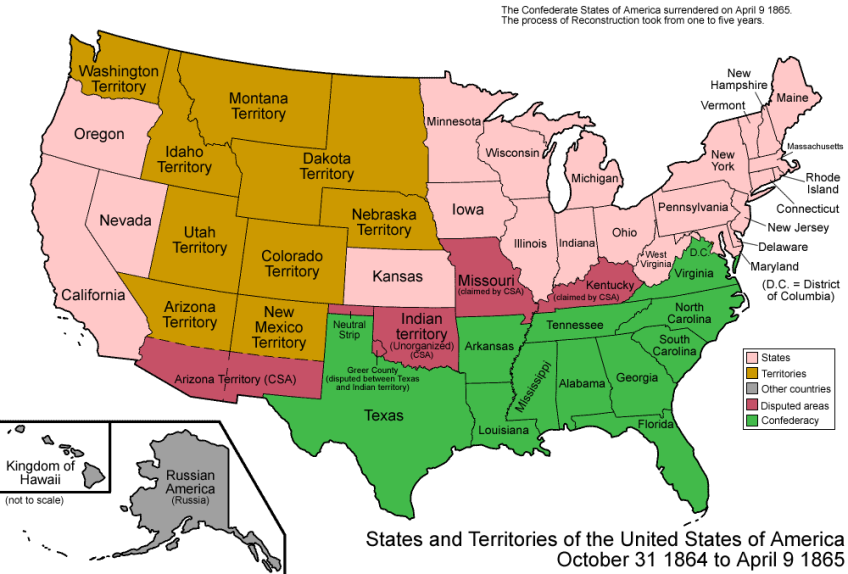 The Confederate States of America surrendered on April 9 1865.
The process of Reconstruction took from one to five years.
Washington
Territory
Oregon
Montana
Territory
Idaho
Territory
Dakota
Territory
Minnesota
Wisconsin
Michigan
New
Hampshire
Vermont
Maine
Massachusetts
New
York
Rhode
Island
Connecticut
New Jersey
Delaware
Maryland
(D.C. = District
of Columbia)
Nevada
Utah
Territory
Colorado
Territory
Nebraska
Territory
Iowa
Illinois
Indiana
Ohio
Pennsylvania
West
Virginia
D.C.
Virginia
California
Kansas
Missouri
(claimed by CSA)
Kentucky
(claimed by CSA)
Arizona
Territory
New
Mexico
Territory
Neutral
Strip
Indian
territory
(Unorganized)
(CSA)
Arkansas
Tennessee
North
Carolina
South
Carolina
Arizona Territory (CSA)
Greer County
(disputed between Texas
and Indian territory)
Texas
Louisiana
Mississippi
Alabama
Georgia
Florida
States
Territories
Other countries
Disputed areas
Confederacy
Kingdom of
Hawaii
(not to scale)
Russian
America
(Russia)
States and Territories of the United States of America
October 31 1864 to April 9 1865